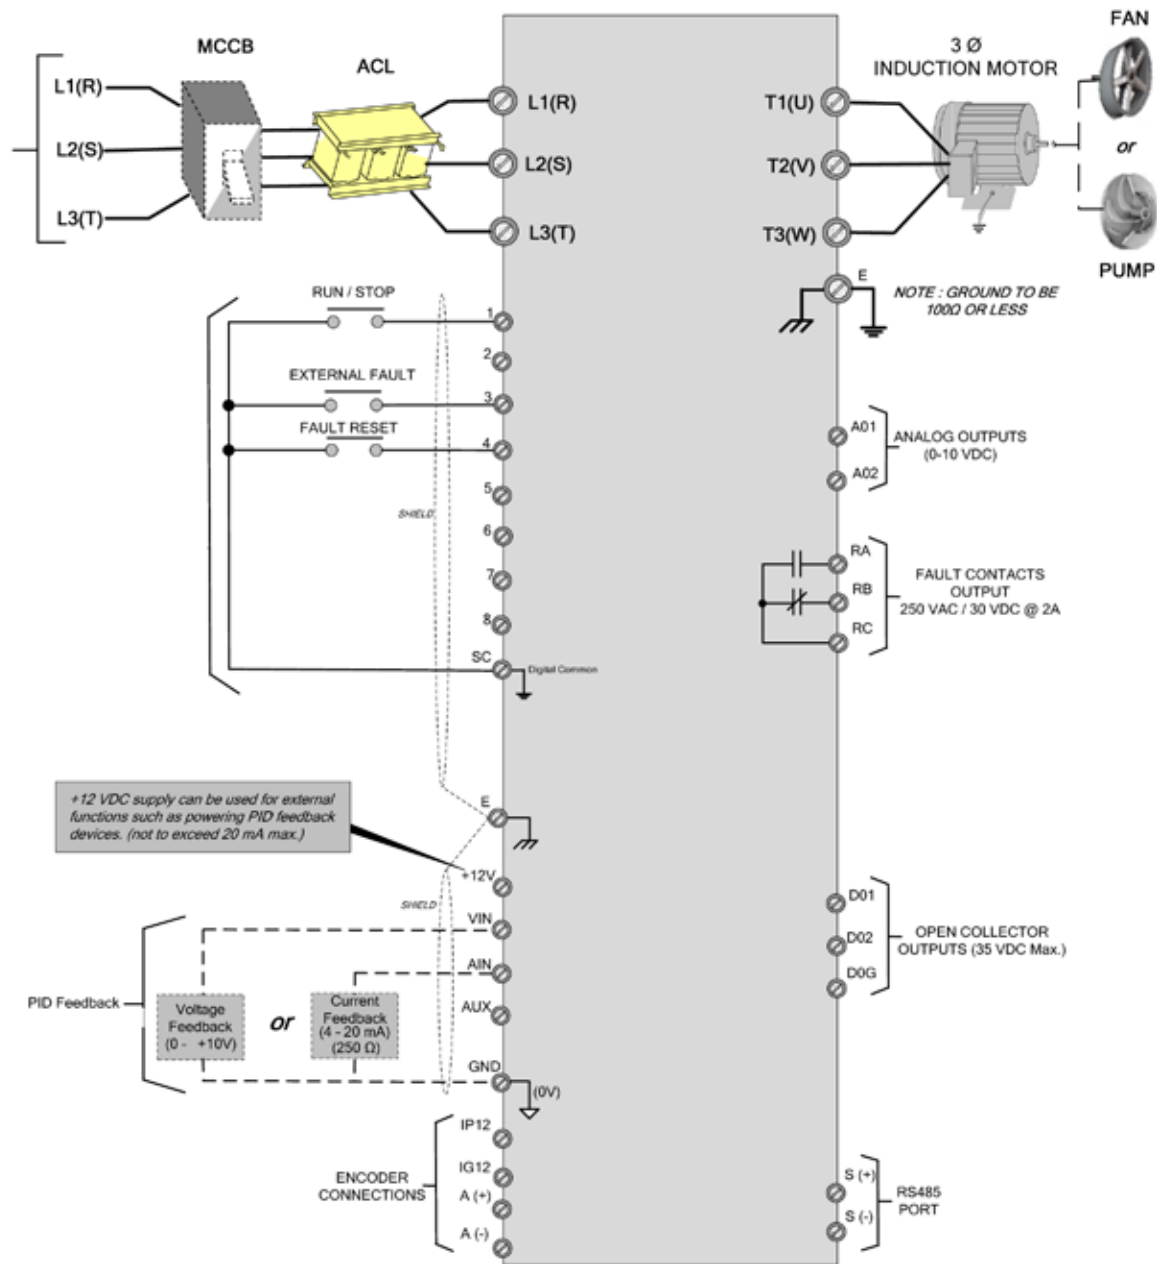 MCCB
ACL
L1(R)
L2(S)
L3(T)
L1(R)
L2(S)
L3(T)
T1(U)
T2(V)
T3(W)
3 Ø
INDUCTION MOTOR
FAN
or
PUMP
E
NOTE : GROUND TO BE
100Ω OR LESS
RUN / STOP
EXTERNAL FAULT
FAULT RESET
SHIELD
1
2
3
4
5
6
7
8
SC
Digital Common
A01
A02
ANALOG OUTPUTS
(0-10 VDC)
RA
RB
RC
FAULT CONTACTS
OUTPUT
250 VAC / 30 VDC @ 2A
+12 VDC supply can be used for external
functions such as powering PID feedback
devices. (not to exceed 20 mA max.)
E
+12V
SHIELD
VIN
AIN
AUX
GND
(0V)
PID Feedback
Voltage
Feedback
(0 - +10V)
or
Current
Feedback
(4 - 20 mA)
(250 Ω)
D01
D02
D0G
OPEN COLLECTOR
OUTPUTS (35 VDC Max.)
ENCODER
CONNECTIONS
IP12
IG12
A (+)
A (-)
S (+)
S (-)
RS485
PORT